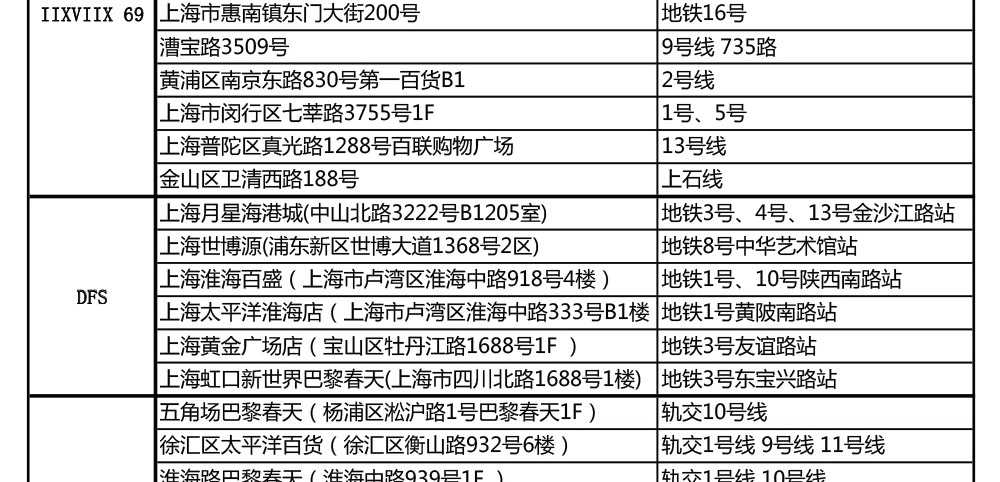 IIXVIIX 69
上海市惠南镇东门大街200号 地铁16号
漕宝路3509号 9号线 735路
黄浦区南京东路830号第一百货B1 2号线
上海市闵行区七莘路3755号1F 1号、5号
上海普陀区真光路1288号百联购物广场 13号线
金山区卫清西路188号 上石线
DFS
上海月星海港城(中山北路3222号B1205室) 地铁3号、4号、13号金沙江路站
上海世博源(浦东新区世博大道1368号2区) 地铁8号中华艺术馆站
上海淮海百盛（上海市卢湾区淮海中路918号4楼） 地铁1号、10号陕西南路站
上海太平洋淮海店（上海市卢湾区淮海中路333号B1楼 地铁1号黄陂南路站
上海黄金广场店（宝山区牡丹江路1688号1F ） 地铁3号友谊路站
上海虹口新世界巴黎春天(上海市四川北路1688号1楼) 地铁3号东宝兴路站
五角场巴黎春天（杨浦区淞沪路1号巴黎春天1F） 轨交10号线
徐汇区太平洋百货（徐汇区衡山路932号6楼） 轨交1号线 9号线 11号线
淮海路巴黎春天（淮海中路939号1F ） 轨交1号线 10号线